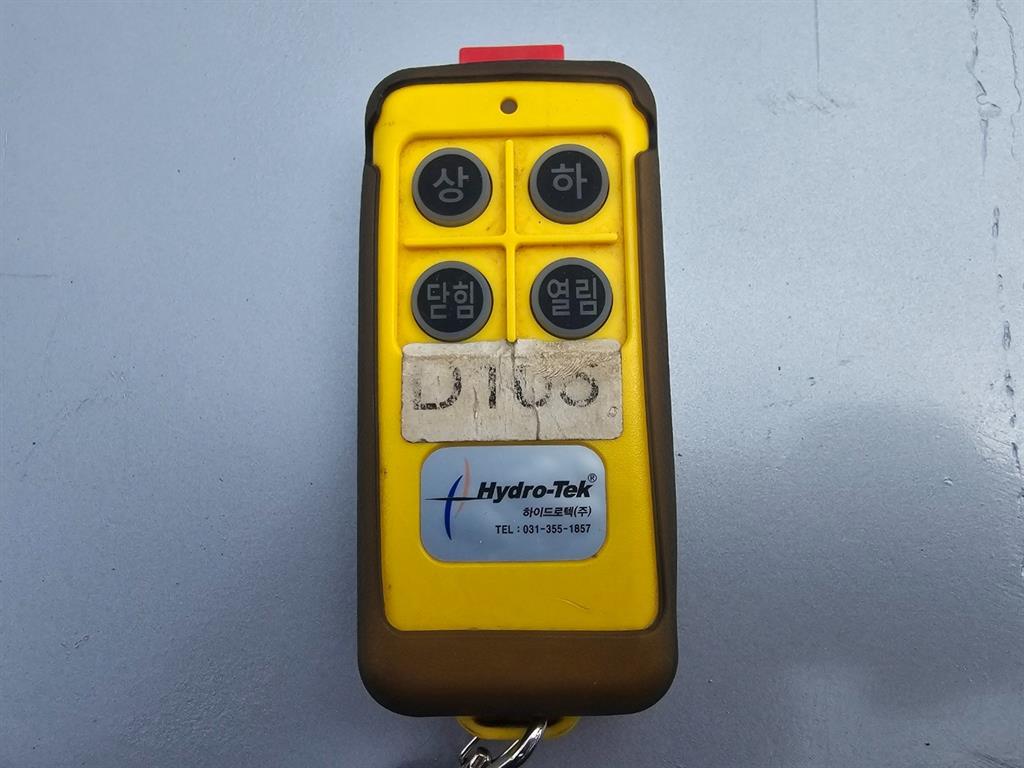 상 하
닫힘 열림
Hydro-Tek®
하이드로텍(주)
TEL : 031-355-1857